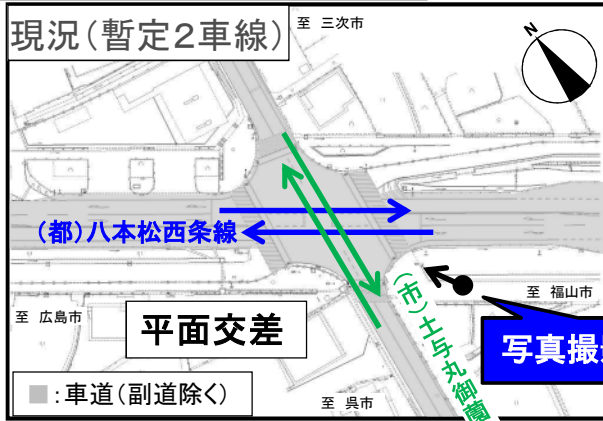 現況(暫定2車線)
至 三次市
N
(都)八本松西条線
(市)土与丸御薗
至 広島市
平面交差
至 福山市
写真撮
■:車道(副道除く)
至 呉市